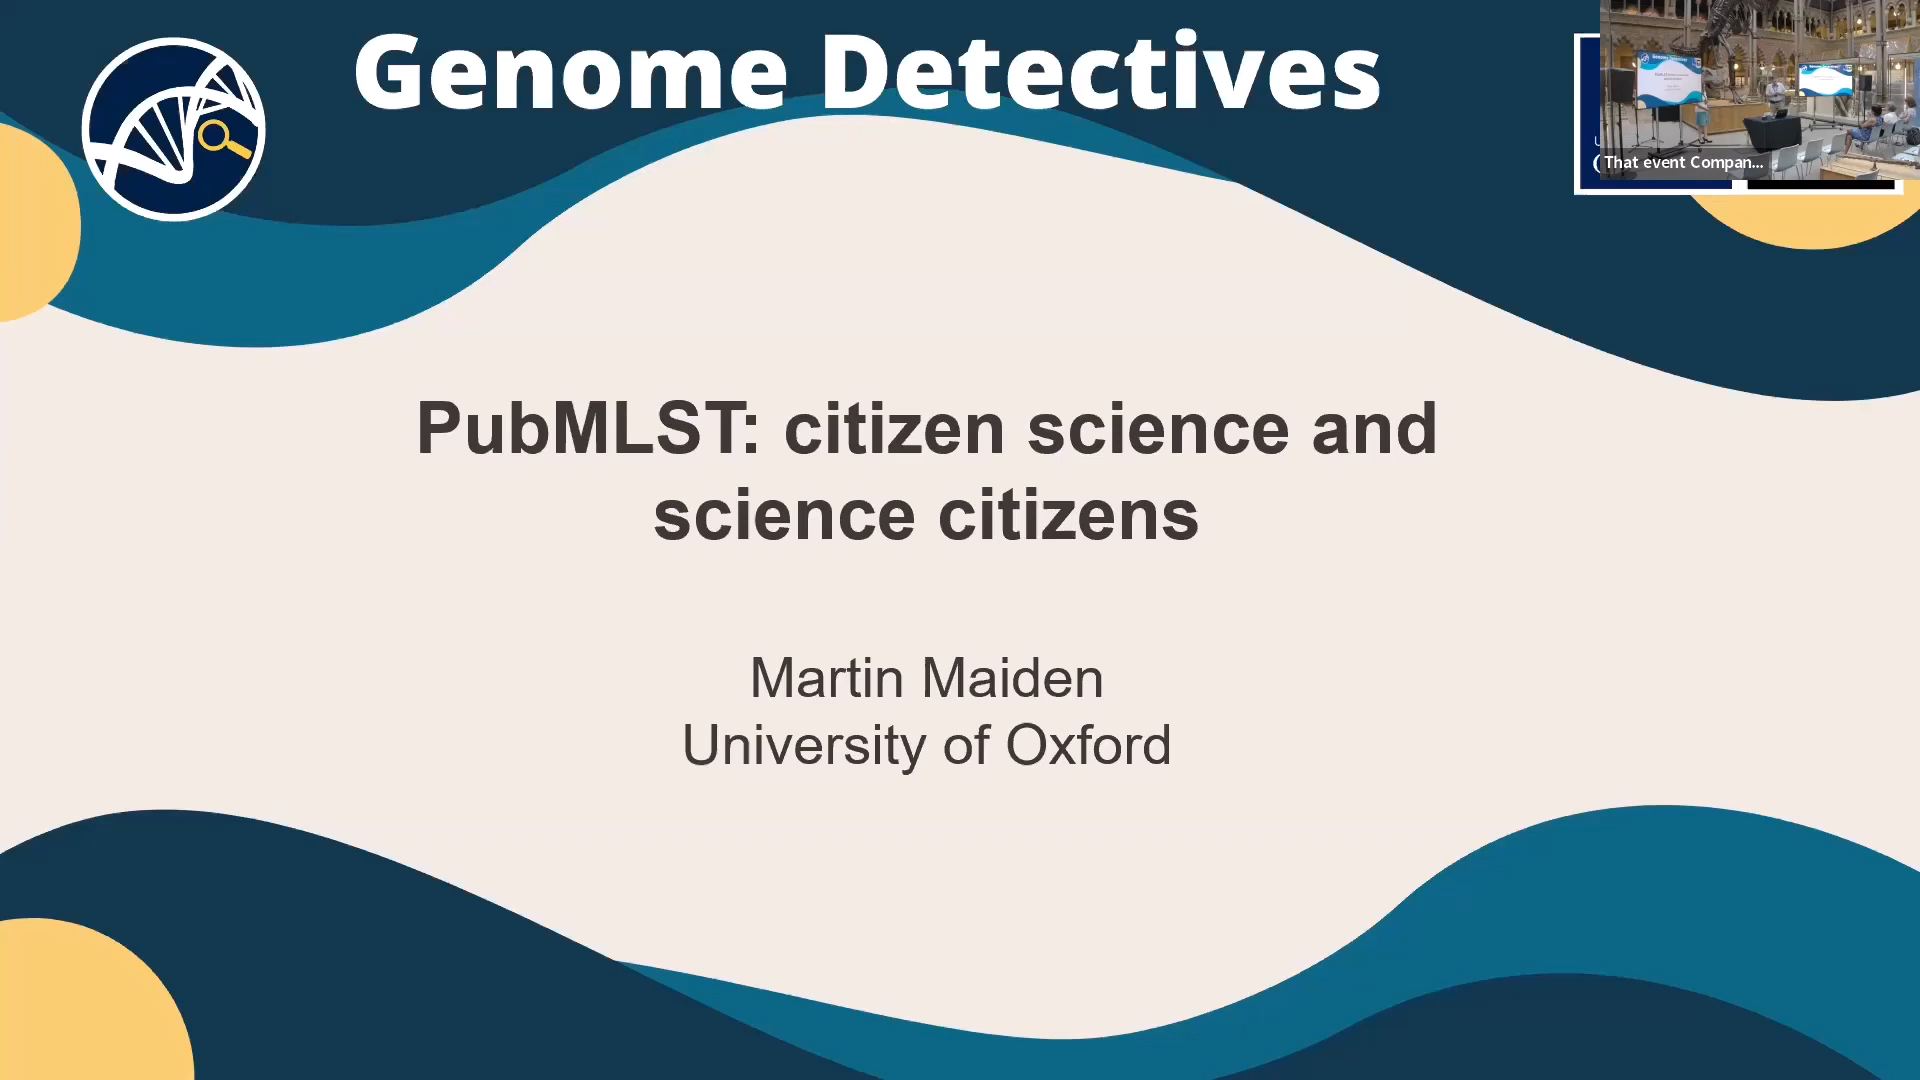 Genome Detectives
That event Compan...
PubMLST: citizen science and
science citizens
Martin Maiden
University of Oxford